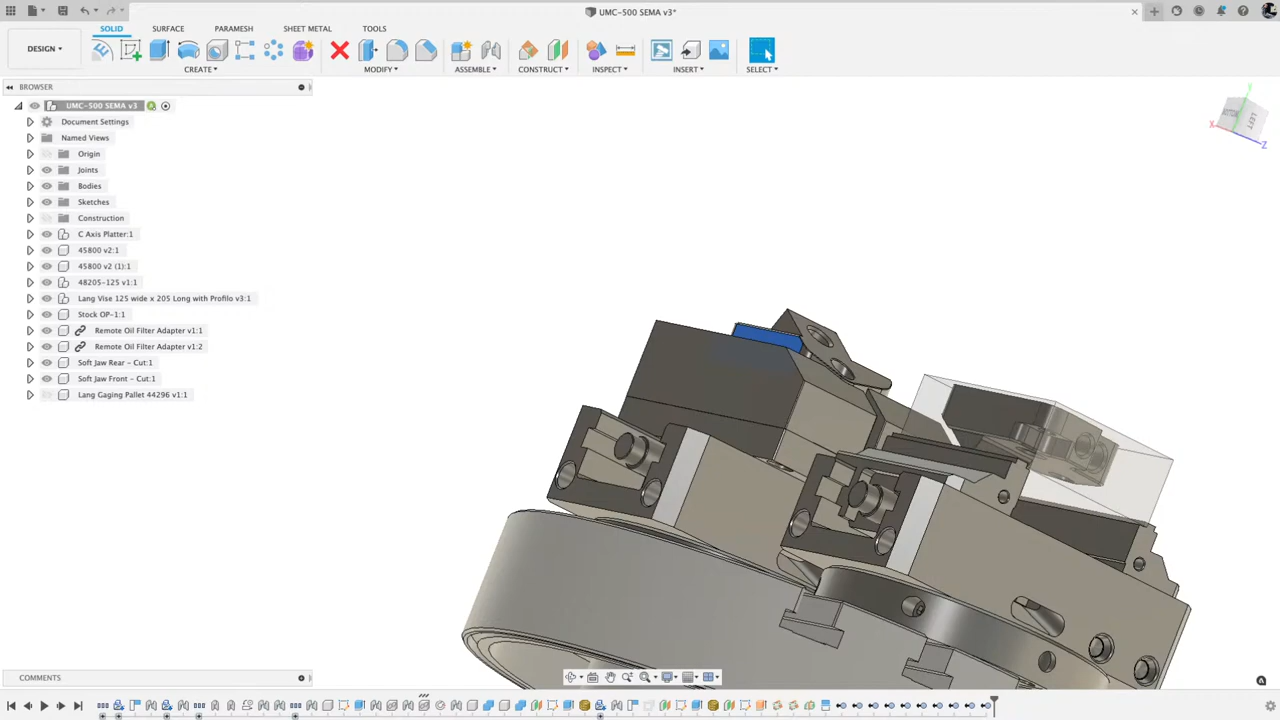 UMC-500 SEMA v3*
DESIGN
SOLID SURFACE PARAMESH SHEET METAL TOOLS
CREATE MODIFY ASSEMBLE CONSTRUCT INSPECT INSERT SELECT
BROWSER
UMC-500 SEMA v3
Document Settings
Named Views
Origin
Joints
Bodies
Sketches
Construction
C Axis Platter:1
45800 v2:1
45800 v2 (1):1
48205-125 v1:1
Lang Vise 125 wide x 205 Long with Profilo v3:1
Stock OP-1:1
Remote Oil Filter Adapter v1:1
Remote Oil Filter Adapter v1:2
Soft Jaw Rear - Cut:1
Soft Jaw Front - Cut:1
Lang Gaging Pallet 44296 v1:1
Y
BOTTOM LEFT
X Z
COMMENTS